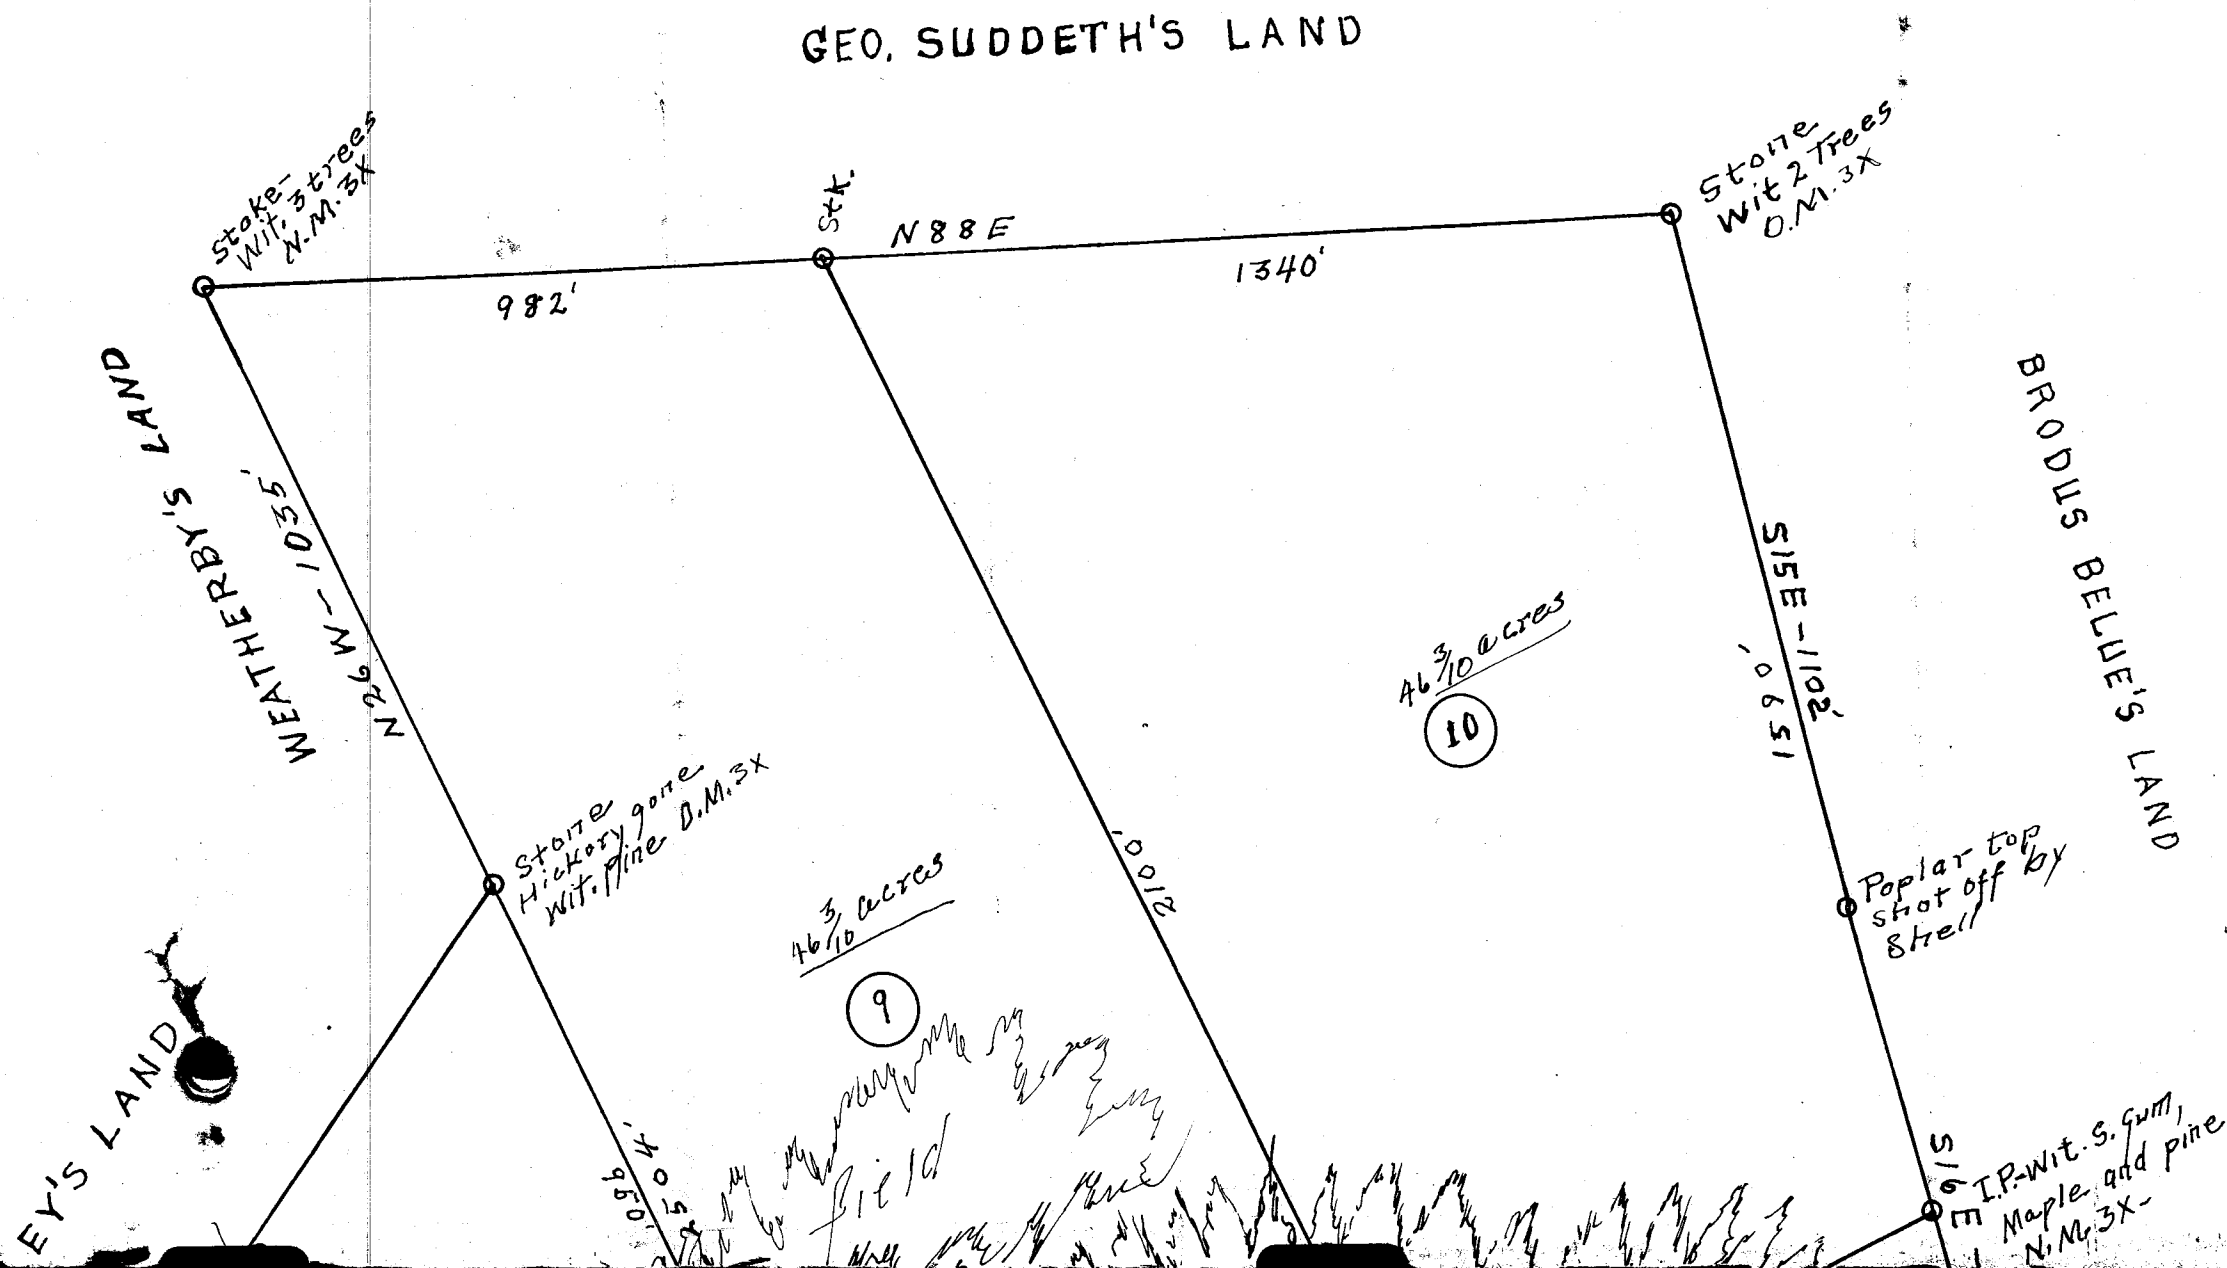 GEO. SUDDETH'S LAND
Stake-
Wit. 3 trees
N.M. 3X
Stk.
N 88 E
982'
1340'
Stone
Wit 2 Trees
O.M. 3X
WEATHERBY'S LAND
N 26 W - 1035'
BRODUS BELUE'S LAND
S15E - 1102'
1590'
46 3/10 acres
10
Stone
Hickory gone
Wit. Pine O.M. 3X
2100'
Poplar top
shot off by
Shell
46 3/10 acres
9
field
EY'S LAND
960'
2504'
S16E
I.P.-Wit. S. Gum,
Maple and pine
N.M. 3X-